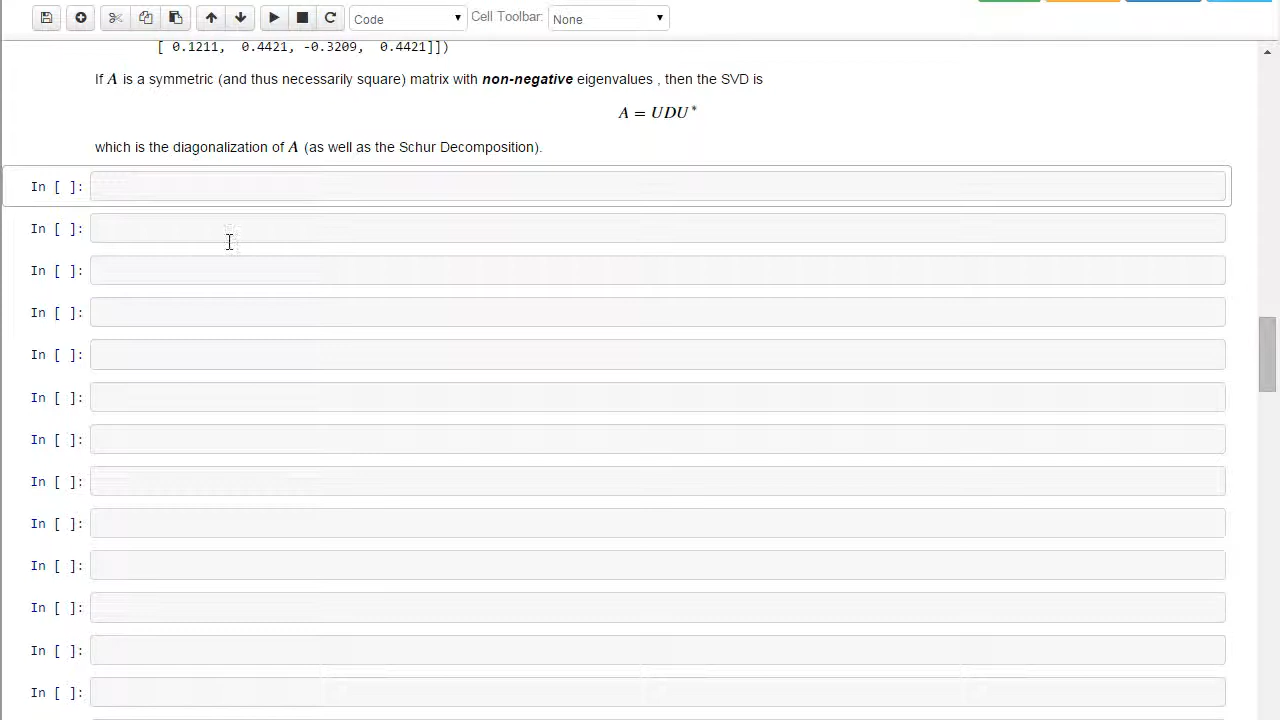 Code Cell Toolbar: None
[ 0.1211, 0.4421, -0.3209, 0.4421]])
If A is a symmetric (and thus necessarily square) matrix with non-negative eigenvalues , then the SVD is
A = UDU*
which is the diagonalization of A (as well as the Schur Decomposition).
In [ ]:
In [ ]:
In [ ]:
In [ ]:
In [ ]:
In [ ]:
In [ ]:
In [ ]:
In [ ]:
In [ ]:
In [ ]:
In [ ]:
In [ ]: